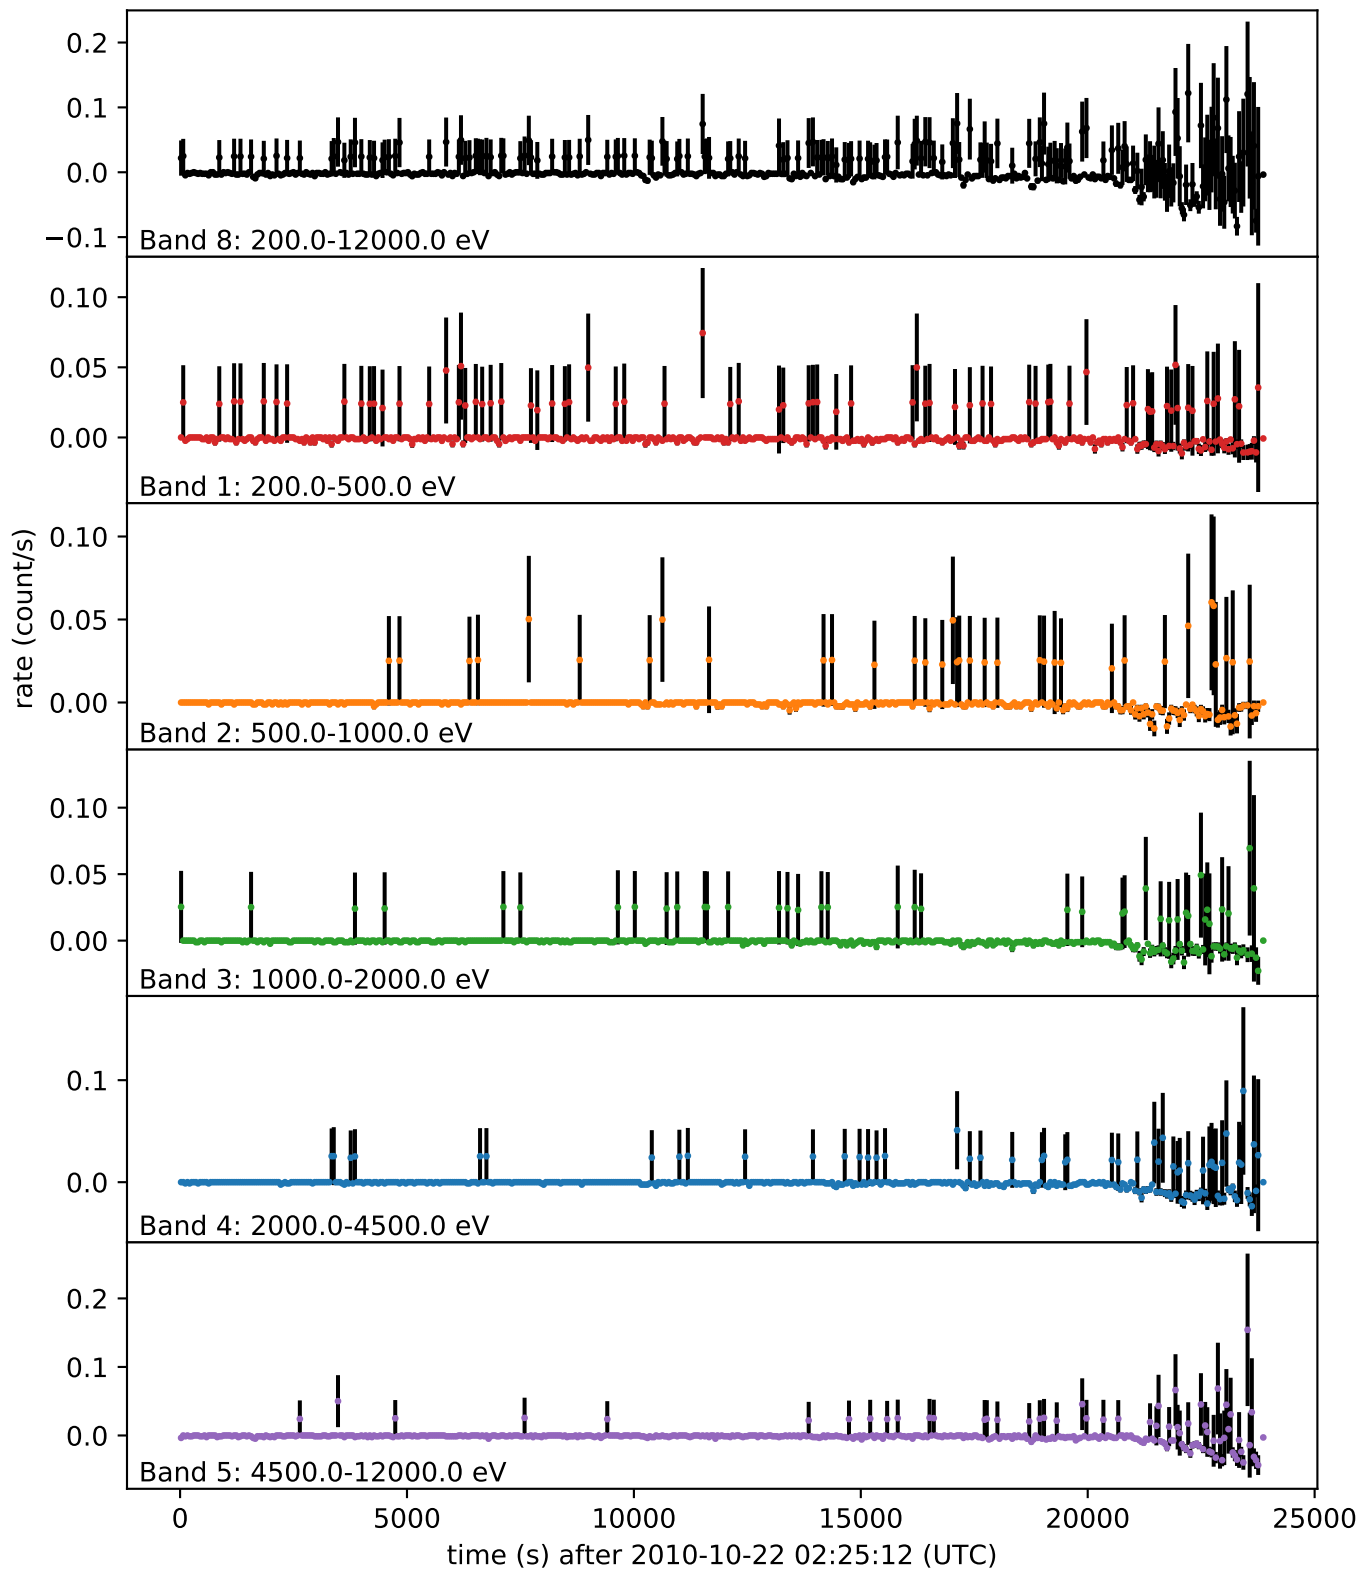 0.2
0.1
0.0
−0.1
Band 8: 200.0-12000.0 eV
0.10
0.05
0.00
Band 1: 200.0-500.0 eV
rate (count/s)
0.10
0.05
0.00
Band 2: 500.0-1000.0 eV
0.10
0.05
0.00
Band 3: 1000.0-2000.0 eV
0.1
0.0
Band 4: 2000.0-4500.0 eV
0.2
0.1
0.0
Band 5: 4500.0-12000.0 eV
0 5000 10000 15000 20000 25000
time (s) after 2010-10-22 02:25:12 (UTC)